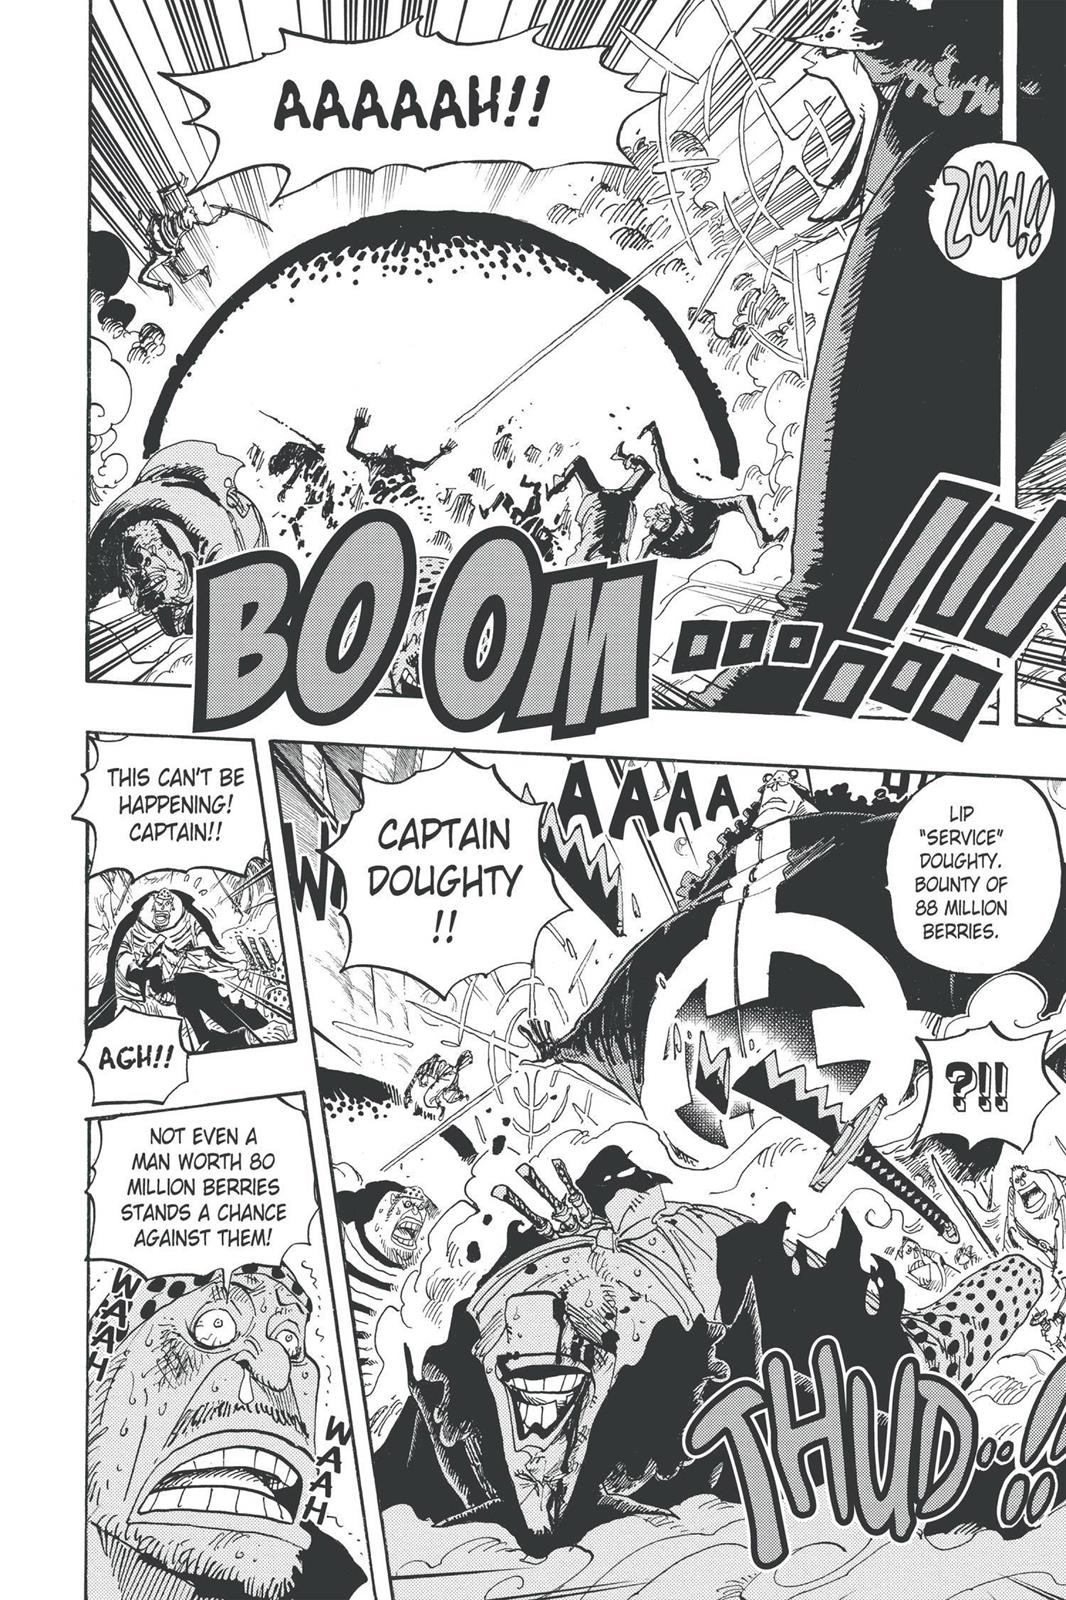 ZOW!!
AAAAAH!!
BOOM...!!!
...!!!
LIP
"SERVICE"
DOUGHTY.
BOUNTY OF
88 MILLION
BERRIES.
AAAAA
CAPTAIN
DOUGHTY
!!
?!!
THUD...!!
THIS CAN'T BE
HAPPENING!
CAPTAIN!!
AGH!!
NOT EVEN A
MAN WORTH 80
MILLION BERRIES
STANDS A CHANCE
AGAINST THEM!
WAAH
WAAH